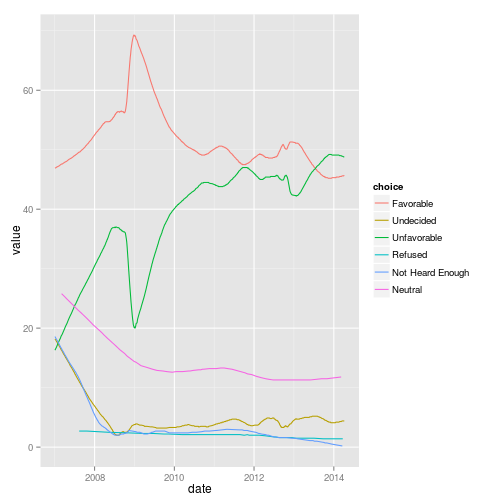 60
40
20
0
value
2008
2010
2012
2014
date
choice
Favorable
Undecided
Unfavorable
Refused
Not Heard Enough
Neutral